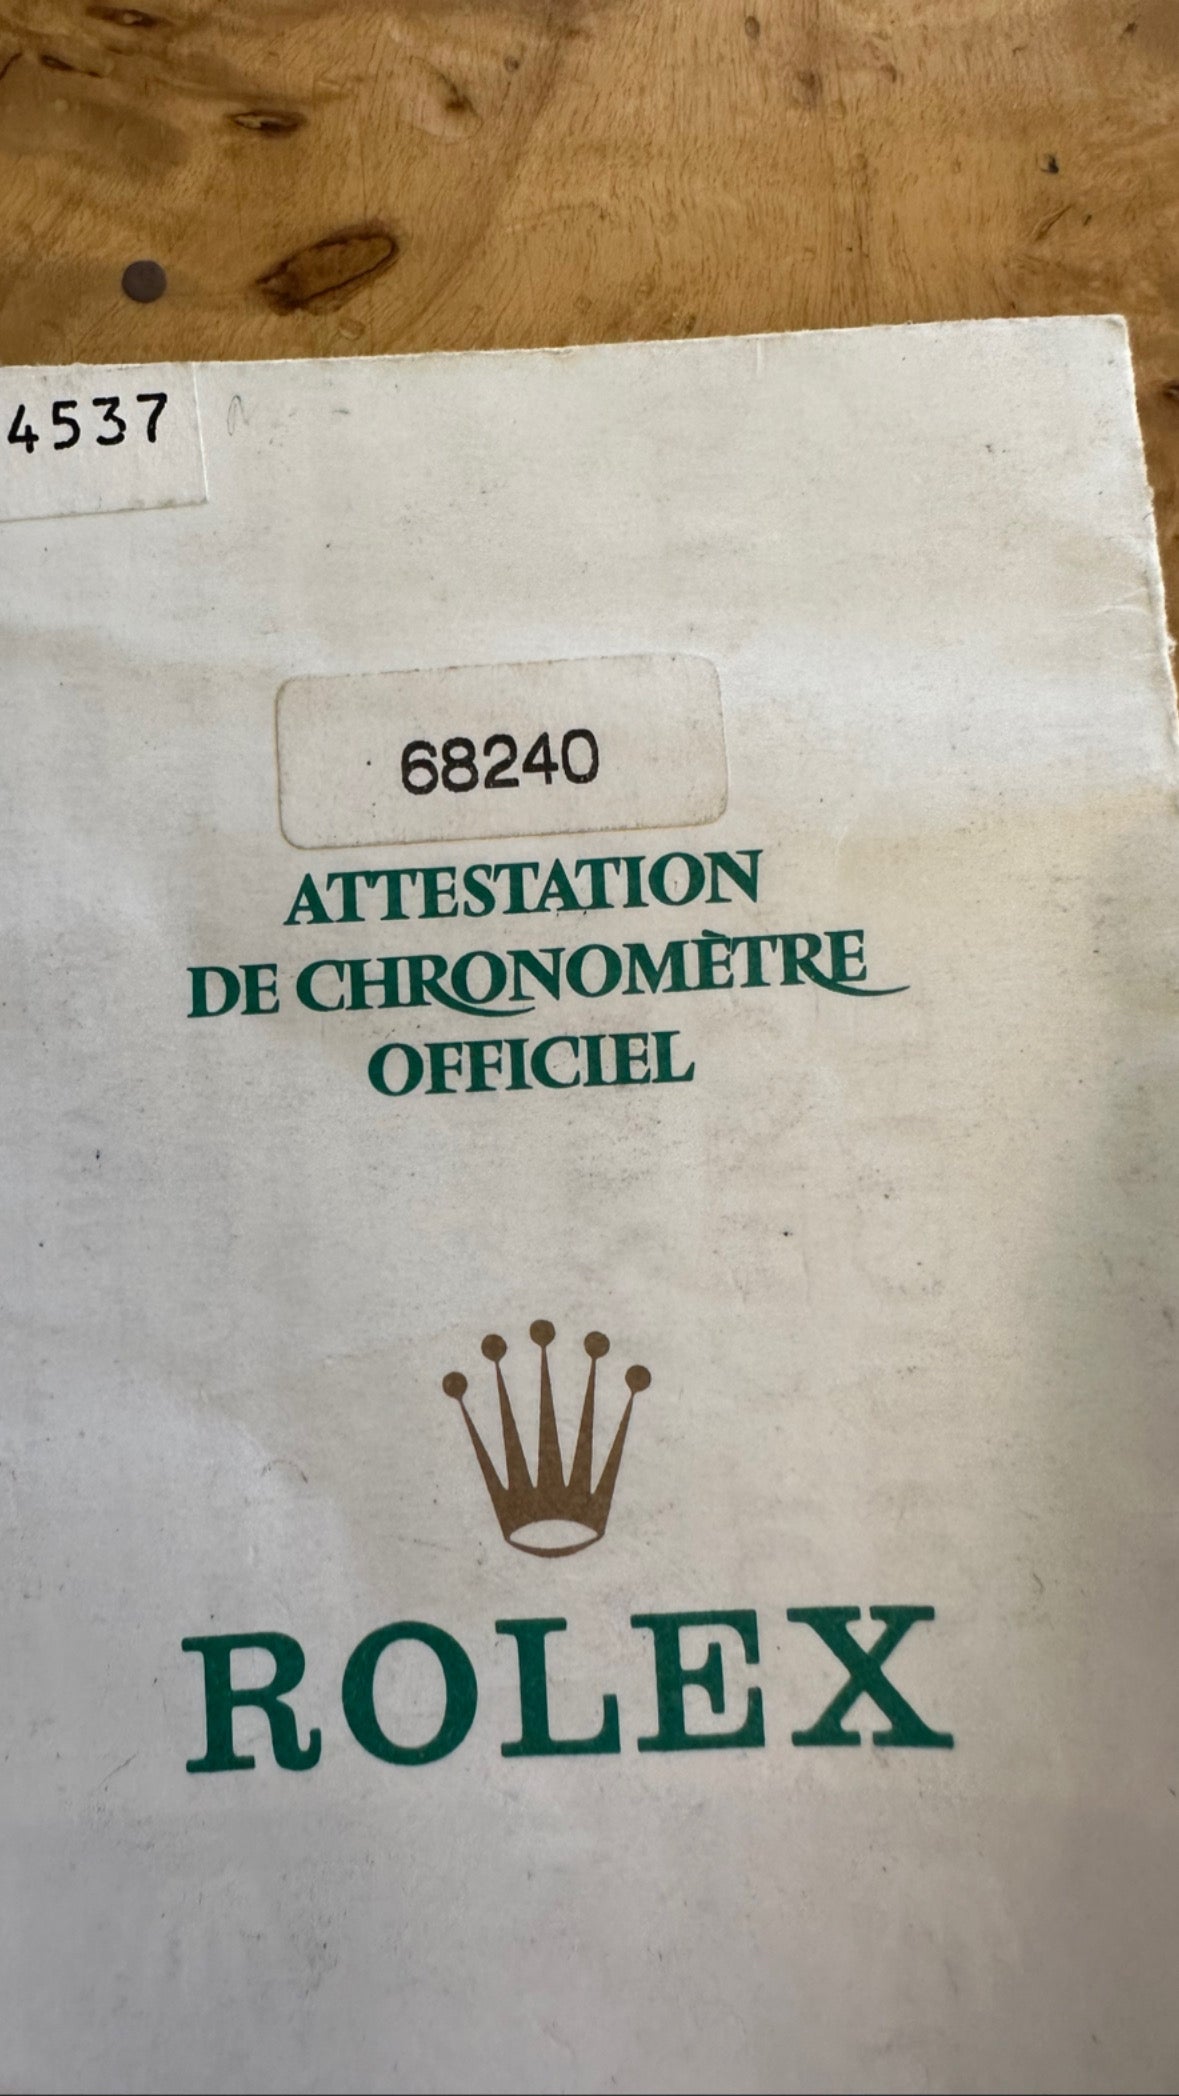 4537
68240
ATTESTATION
DE CHRONOMÈTRE
OFFICIEL
ROLEX